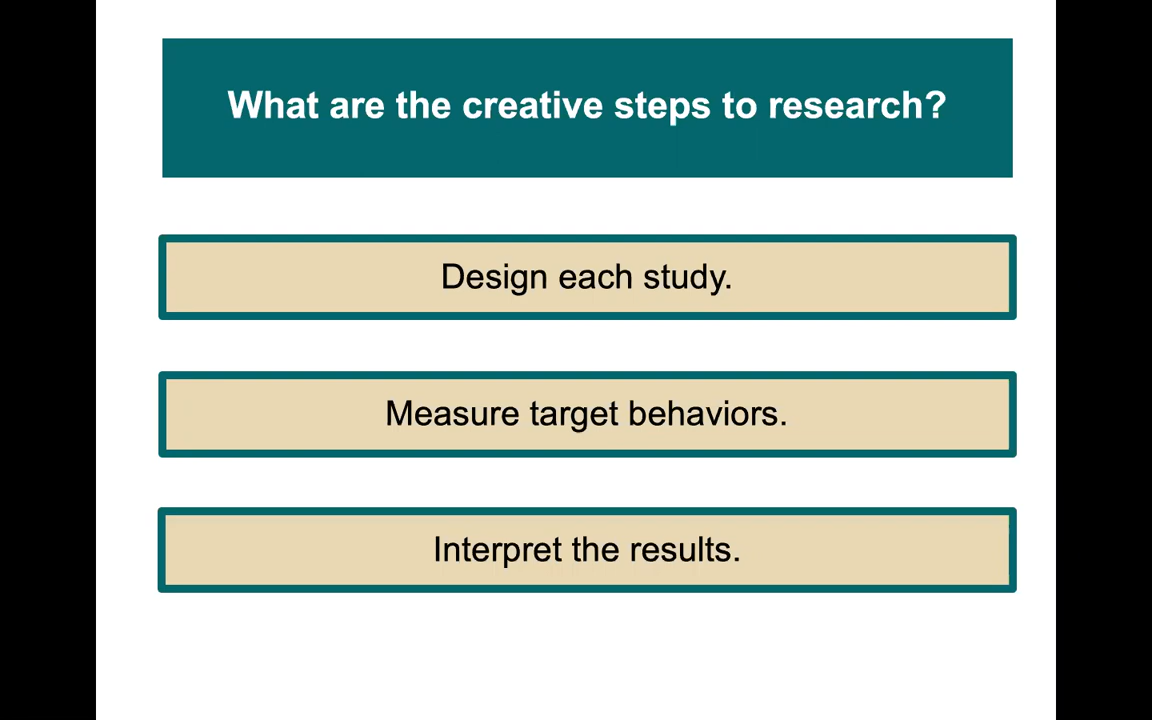 What are the creative steps to research?
Design each study.
Measure target behaviors.
Interpret the results.